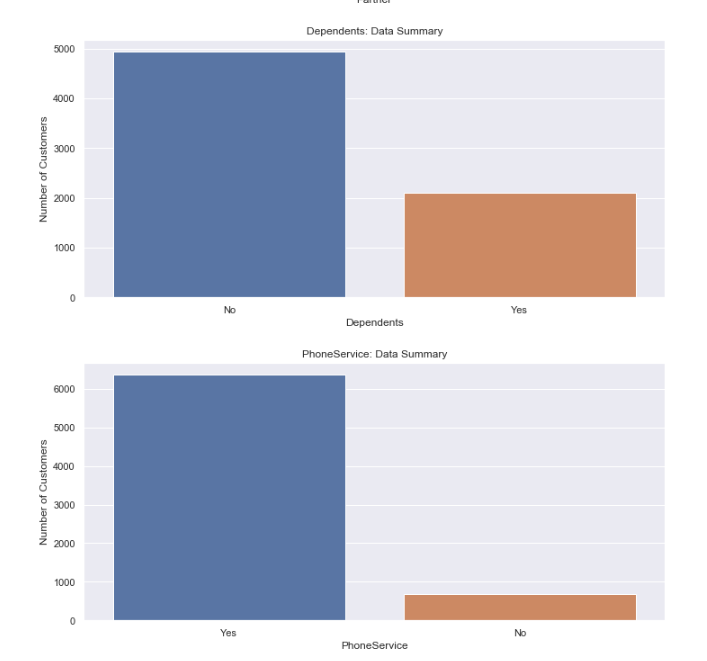 Partner
Dependents: Data Summary
5000
4000
3000
2000
1000
0
Number of Customers
No Yes
Dependents
PhoneService: Data Summary
6000
5000
4000
3000
2000
1000
0
Number of Customers
Yes No
PhoneService